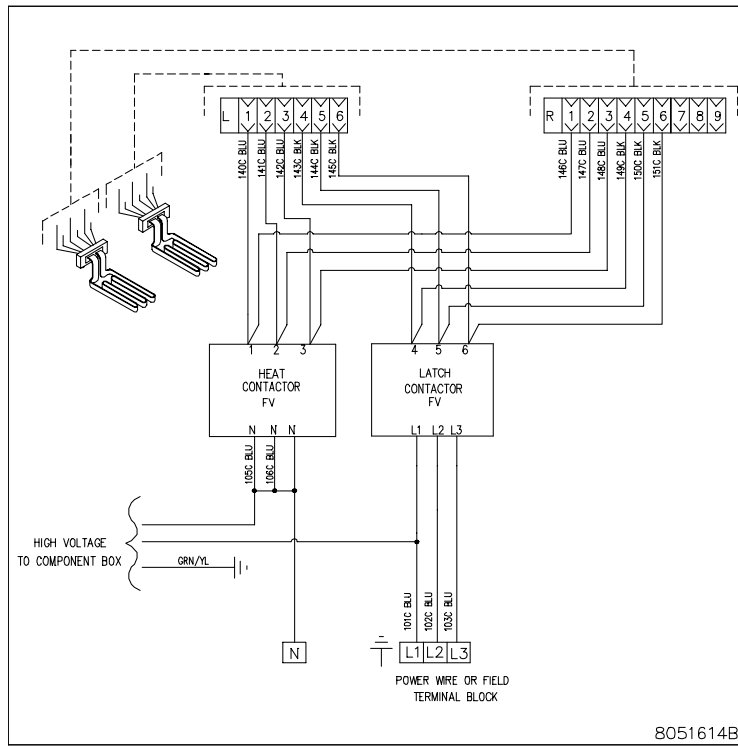 L 1 2 3 4 5 6
R 1 2 3 4 5 6 7 8 9
140C BLU
141C BLU
142C BLU
143C BLK
144C BLK
145C BLK
146C BLU
147C BLU
148C BLU
149C BLK
150C BLK
151C BLK
1 2 3
HEAT
CONTACTOR
FV
N N N
4 5 6
LATCH
CONTACTOR
FV
L1 L2 L3
105C BLU
106C BLU
HIGH VOLTAGE
TO COMPONENT BOX
GRN/YL
101C BLU
102C BLU
103C BLU
N
L1 L2 L3
POWER WIRE OR FIELD
TERMINAL BLOCK
8051614B